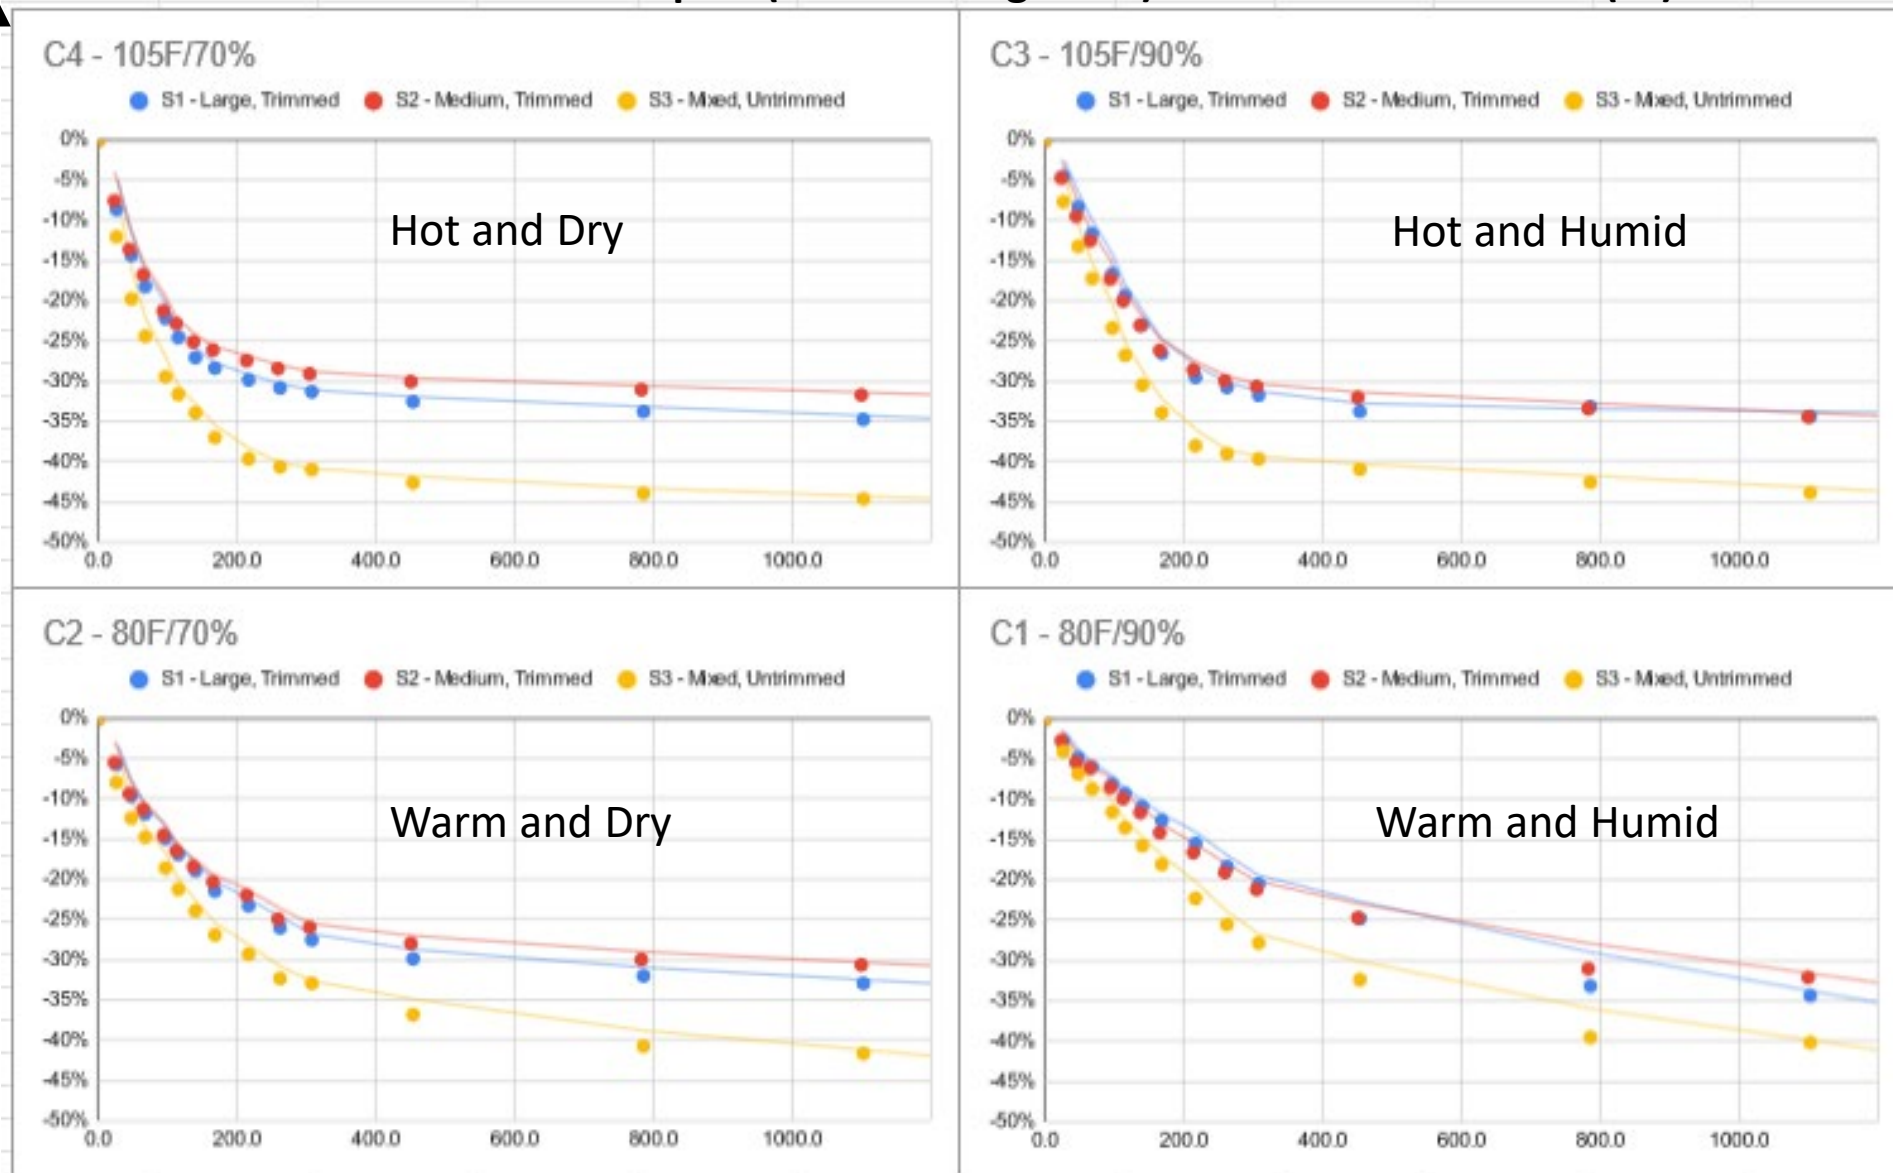 C4 - 105F/70%
S1 - Large, Trimmed S2 - Medium, Trimmed S3 - Mixed, Untrimmed
0%
-5%
-10%
-15%
-20%
-25%
-30%
-35%
-40%
-45%
-50%
Hot and Dry
0.0 200.0 400.0 600.0 800.0 1000.0
C3 - 105F/90%
S1 - Large, Trimmed S2 - Medium, Trimmed S3 - Mixed, Untrimmed
0%
-5%
-10%
-15%
-20%
-25%
-30%
-35%
-40%
-45%
-50%
Hot and Humid
0.0 200.0 400.0 600.0 800.0 1000.0
C2 - 80F/70%
S1 - Large, Trimmed S2 - Medium, Trimmed S3 - Mixed, Untrimmed
0%
-5%
-10%
-15%
-20%
-25%
-30%
-35%
-40%
-45%
-50%
Warm and Dry
0.0 200.0 400.0 600.0 800.0 1000.0
C1 - 80F/90%
S1 - Large, Trimmed S2 - Medium, Trimmed S3 - Mixed, Untrimmed
0%
-5%
-10%
-15%
-20%
-25%
-30%
-35%
-40%
-45%
-50%
Warm and Humid
0.0 200.0 400.0 600.0 800.0 1000.0